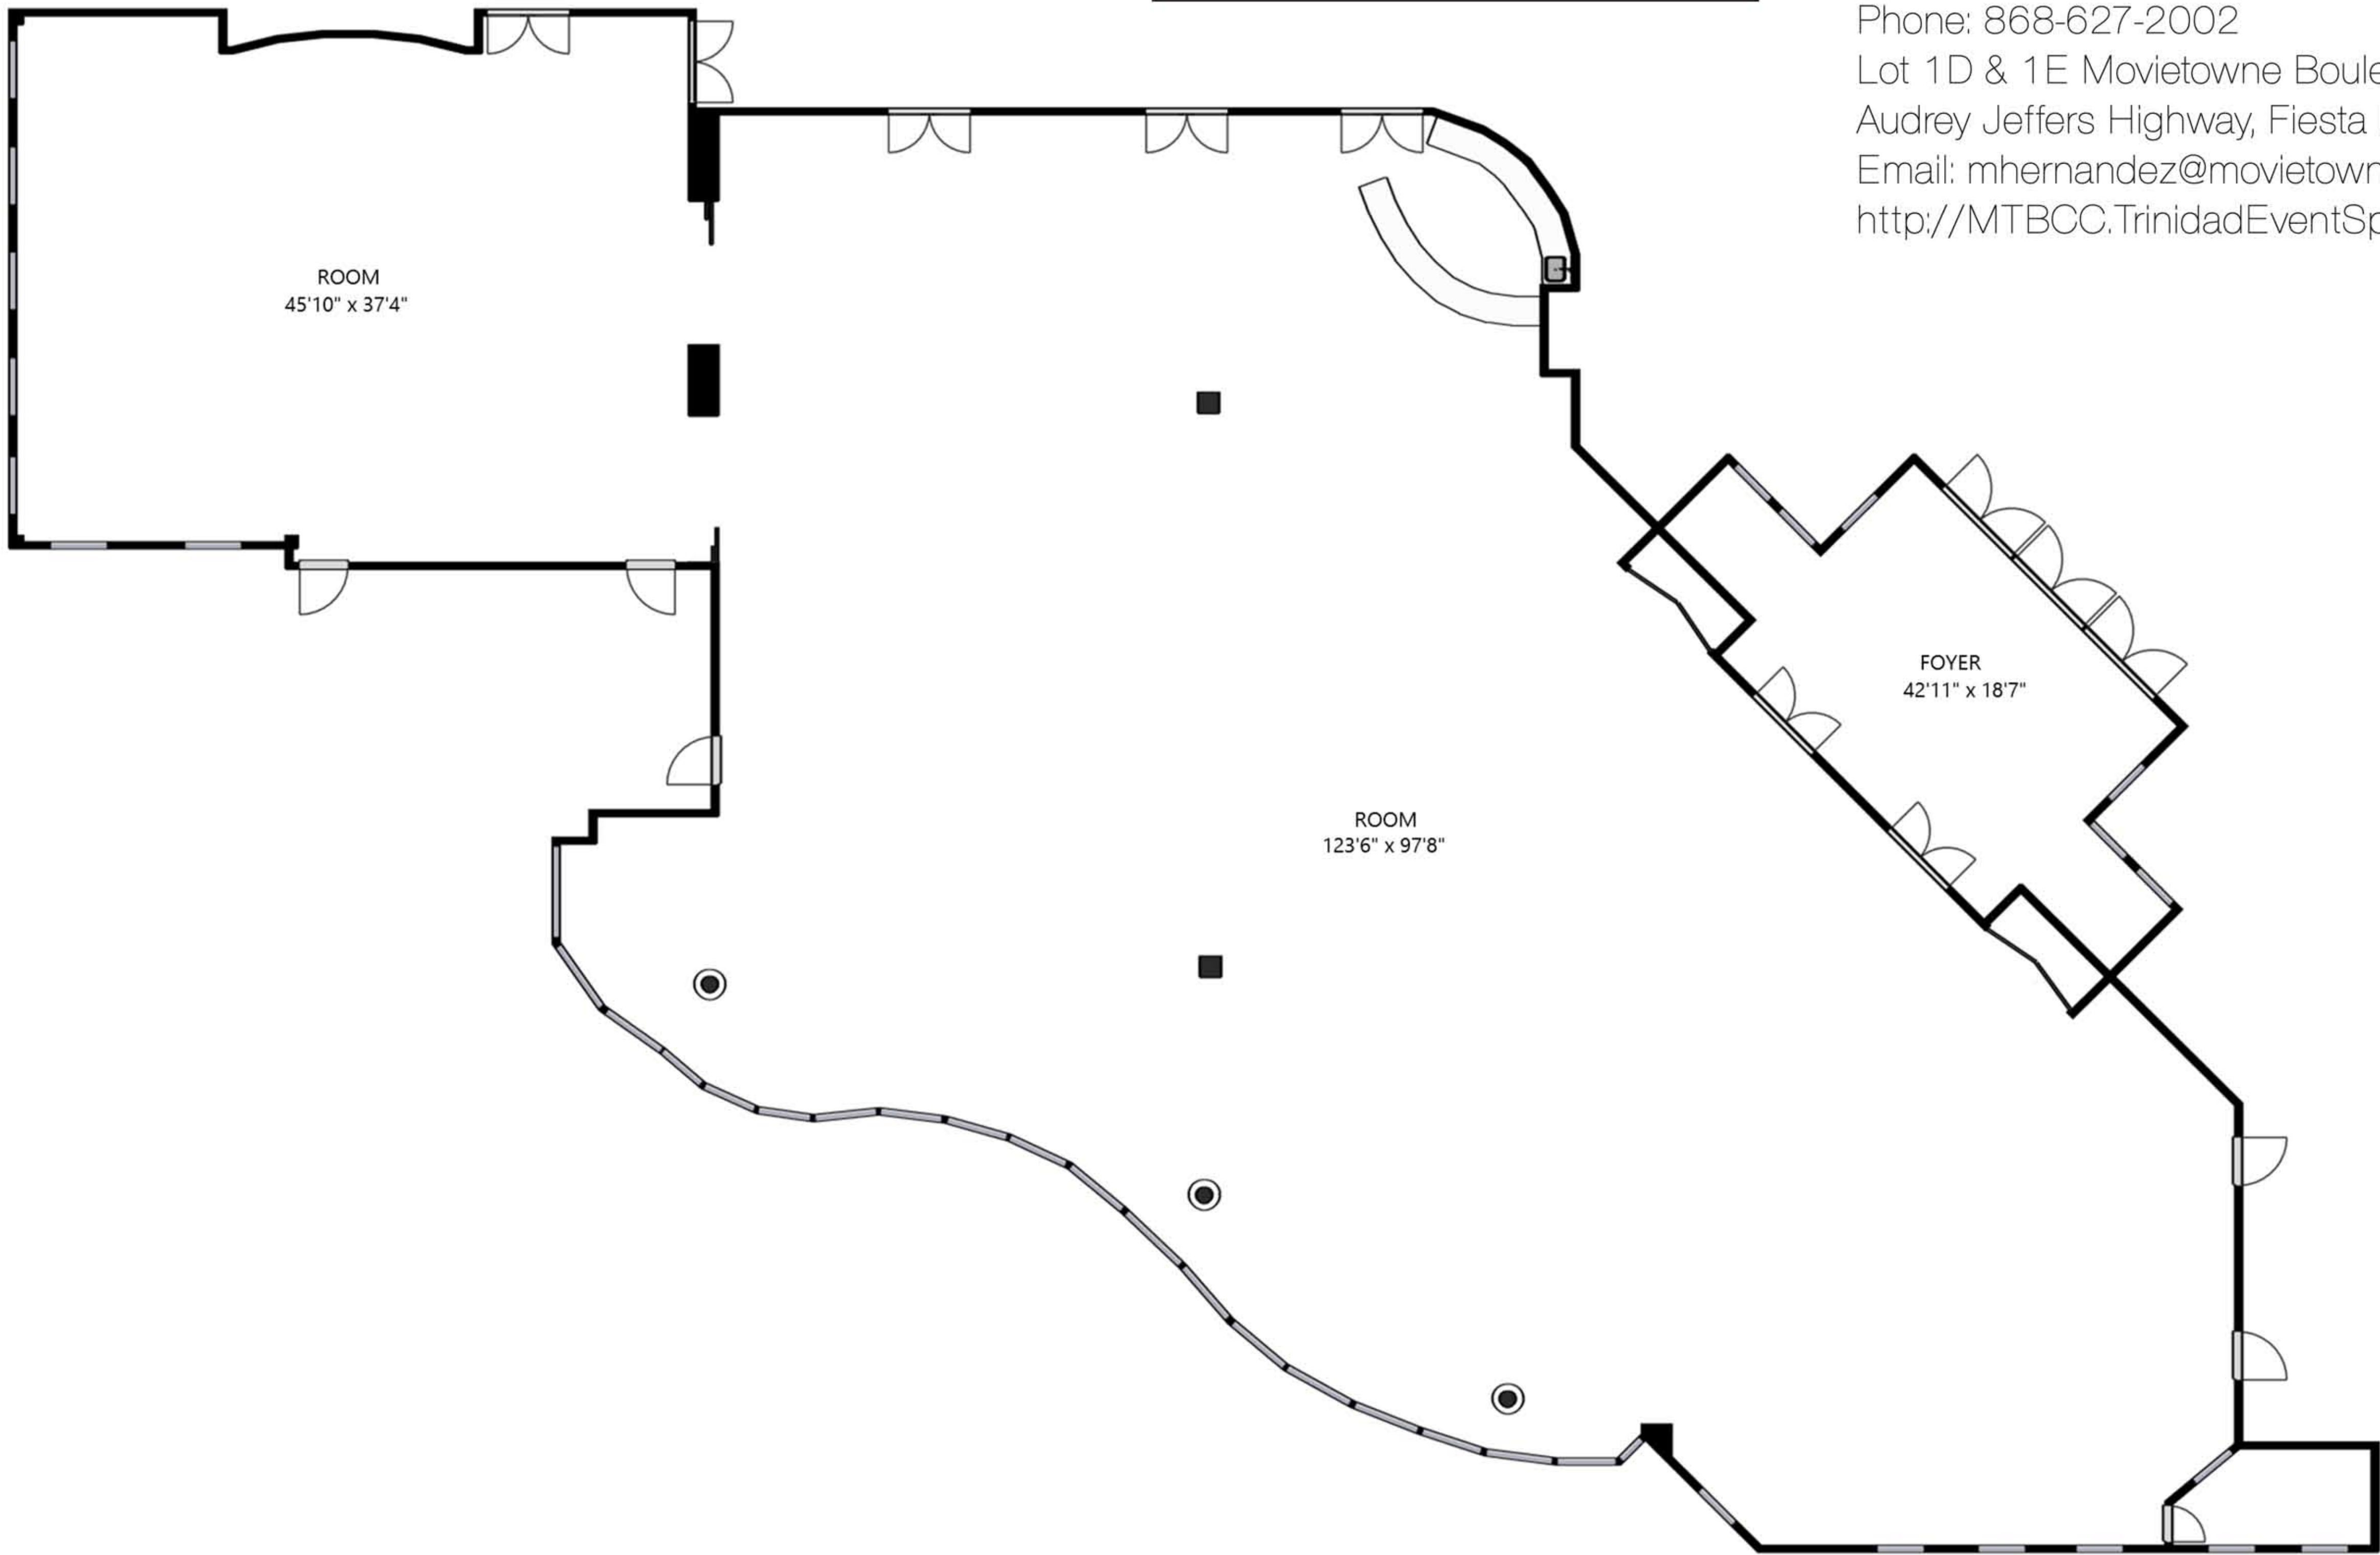 Phone: 868-627-2002
Lot 1D & 1E Movietowne Boule
Audrey Jeffers Highway, Fiesta
Email: mhernandez@movietown
http://MTBCC.TrinidadEventSp
ROOM
45'10" x 37'4"
FOYER
42'11" x 18'7"
ROOM
123'6" x 97'8"